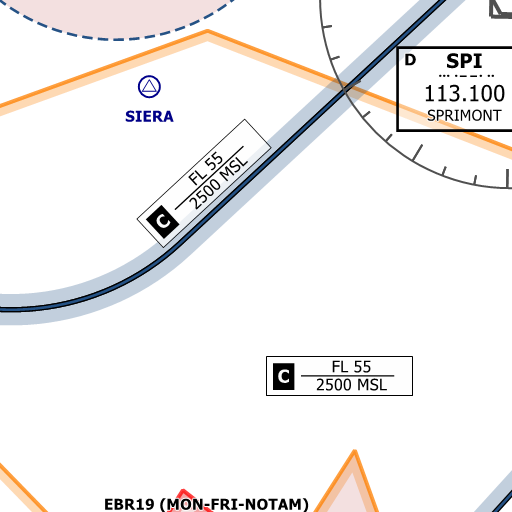 D SPI
113.100
SPRIMONT
SIERA
C FL 55
2500 MSL
C FL 55
2500 MSL
EBR19 (MON-FRI-NOTAM)